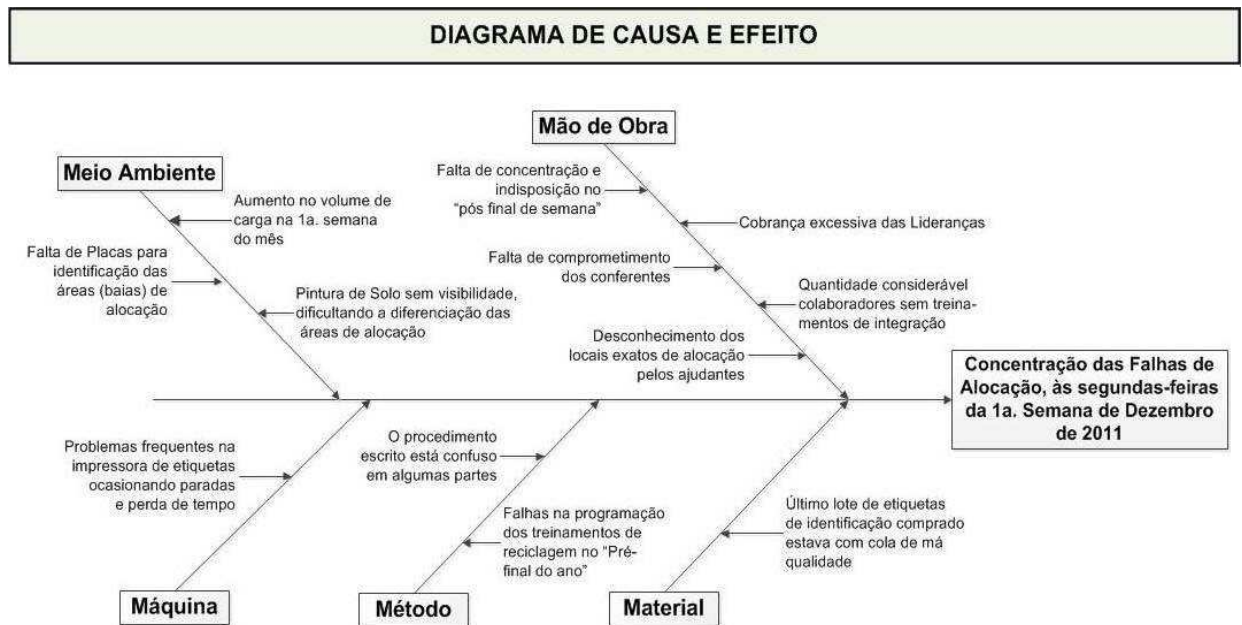 DIAGRAMA DE CAUSA E EFEITO
Mão de Obra
Meio Ambiente
Falta de concentração e
indisposição no
“pós final de semana”
Aumento no volume de
carga na 1a. semana
do mês
Cobrança excessiva das Lideranças
Falta de Placas para
identificação das
áreas (baias) de
alocação
Falta de comprometimento
dos conferentes
Quantidade considerável
colaboradores sem treina-
mentos de integração
Pintura de Solo sem visibilidade,
dificultando a diferenciação das
áreas de alocação
Desconhecimento dos
locais exatos de alocação
pelos ajudantes
Concentração das Falhas de
Alocação, às segundas-feiras
da 1a. Semana de Dezembro
de 2011
Problemas frequentes na
impressora de etiquetas
ocasionando paradas
e perda de tempo
O procedimento
escrito está confuso
em algumas partes
Falhas na programação
dos treinamentos de
reciclagem no “Pré-
final do ano”
Último lote de etiquetas
de identificação comprado
estava com cola de má
qualidade
Máquina
Método
Material